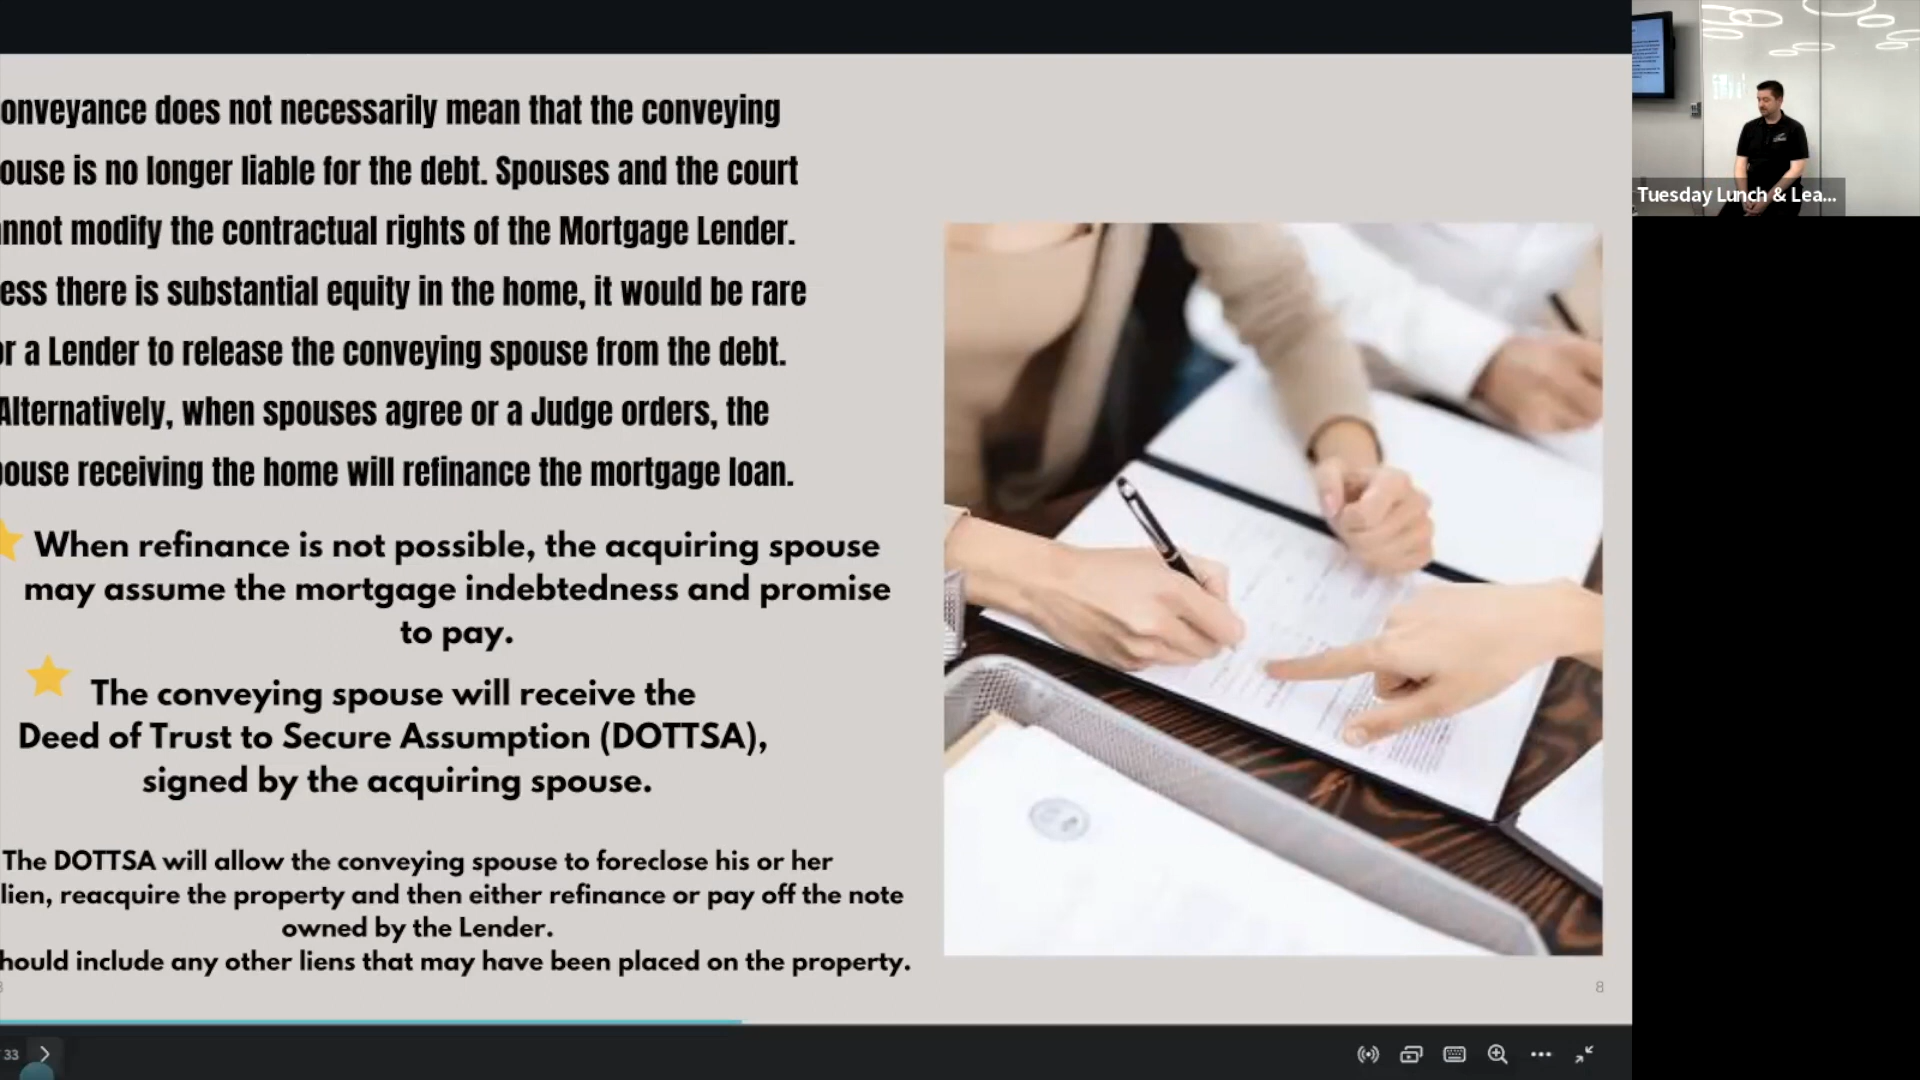 onveyance does not necessarily mean that the conveying
ouse is no longer liable for the debt. Spouses and the court
annot modify the contractual rights of the Mortgage Lender.
ess there is substantial equity in the home, it would be rare
or a Lender to release the conveying spouse from the debt.
Alternatively, when spouses agree or a Judge orders, the
pouse receiving the home will refinance the mortgage loan.
When refinance is not possible, the acquiring spouse
may assume the mortgage indebtedness and promise
to pay.
The conveying spouse will receive the
Deed of Trust to Secure Assumption (DOTTSA),
signed by the acquiring spouse.
The DOTTSA will allow the conveying spouse to foreclose his or her
lien, reacquire the property and then either refinance or pay off the note
owned by the Lender.
hould include any other liens that may have been placed on the property.
8
33
Tuesday Lunch & Lea...